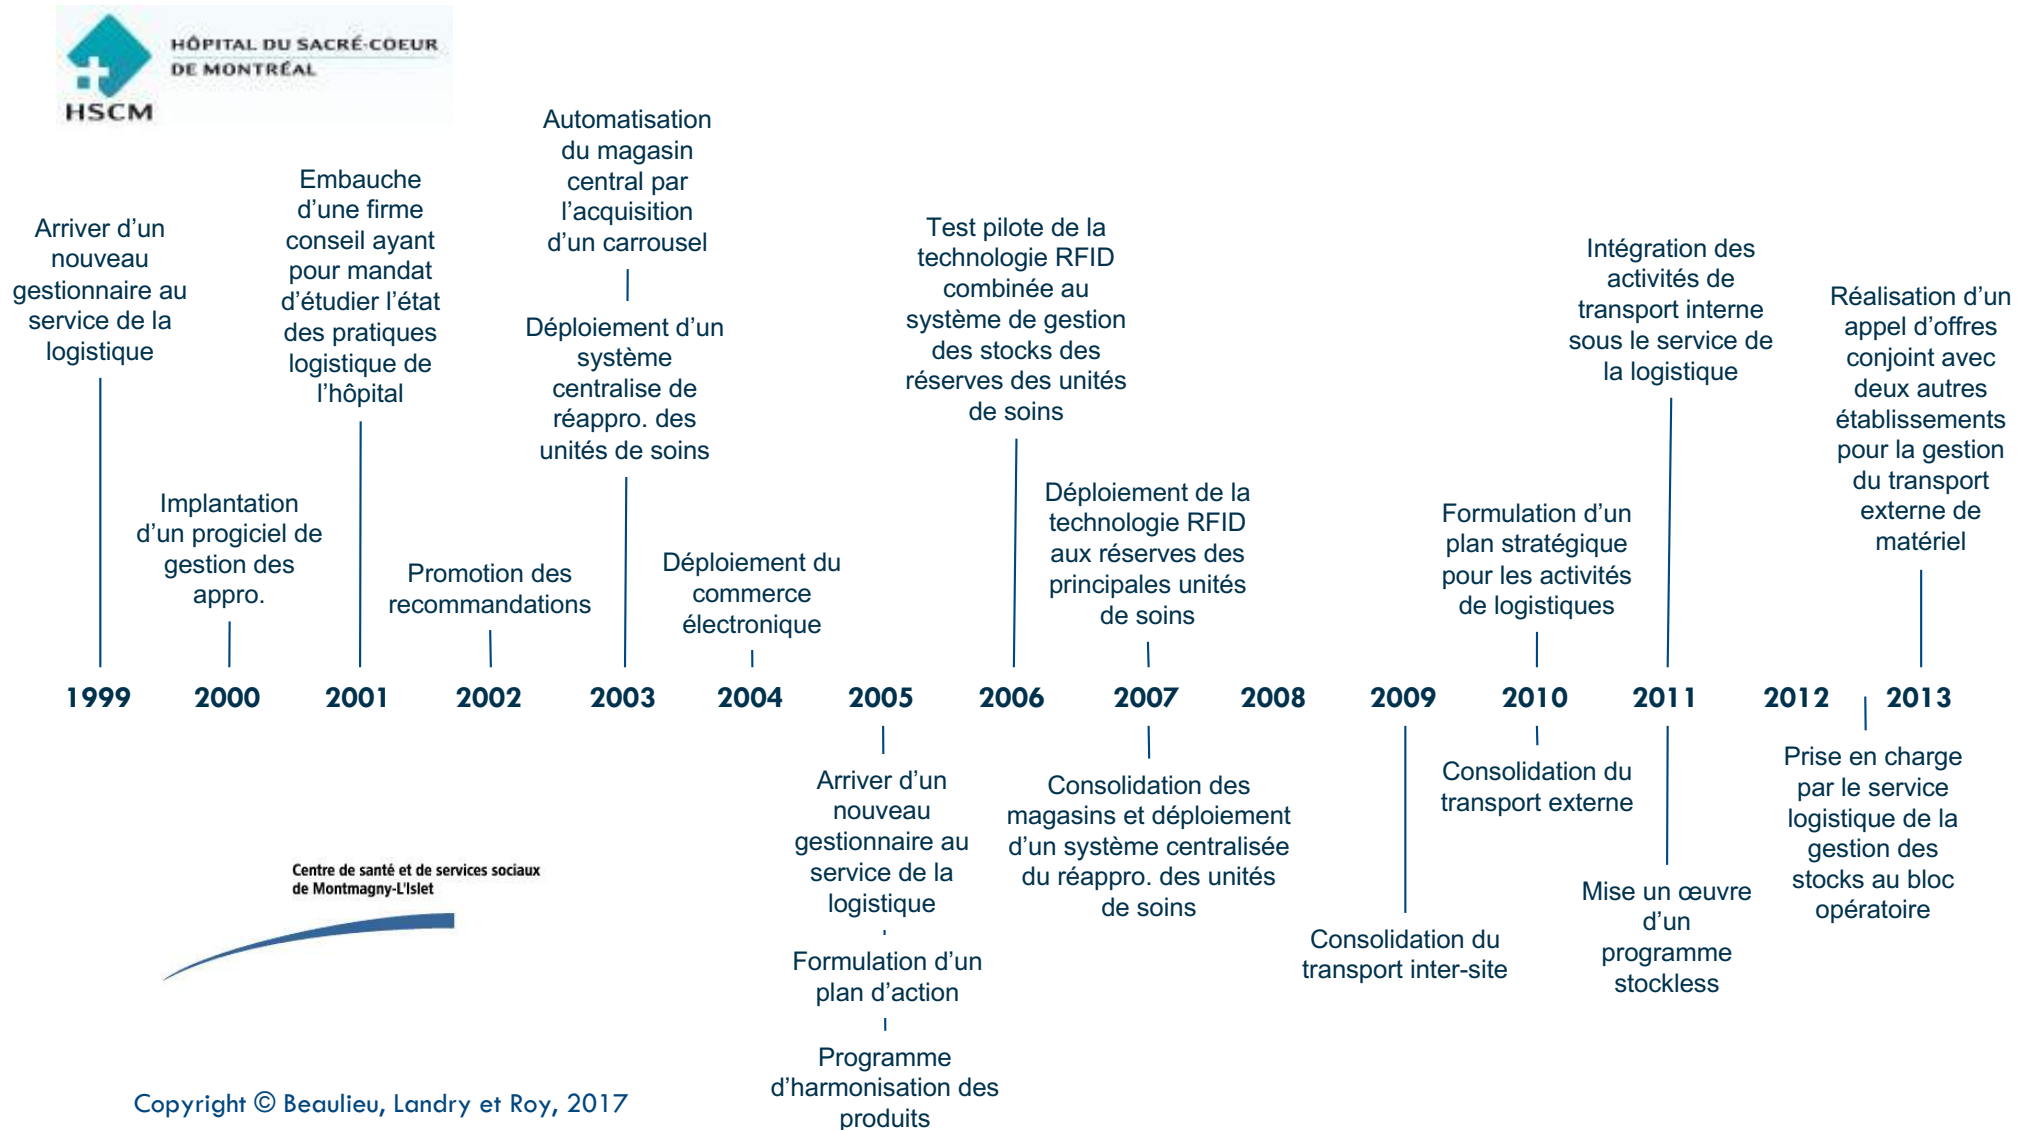 HÔPITAL DU SACRÉ-COEUR
DE MONTRÉAL
HSCM
Arriver d’un
nouveau
gestionnaire au
service de la
logistique
Implantation
d’un progiciel de
gestion des
appro.
Embauche
d’une firme
conseil ayant
pour mandat
d’étudier l’état
des pratiques
logistique de
l’hôpital
Promotion des
recommandations
Automatisation
du magasin
central par
l’acquisition
d’un carrousel
Déploiement d’un
système
centralise de
réappro. des
unités de soins
Déploiement du
commerce
électronique
Test pilote de la
technologie RFID
combinée au
système de gestion
des stocks des
réserves des unités
de soins
Déploiement de la
technologie RFID
aux réserves des
principales unités
de soins
Formulation d’un
plan stratégique
pour les activités
de logistiques
Intégration des
activités de
transport interne
sous le service de
la logistique
Réalisation d’un
appel d’offres
conjoint avec
deux autres
établissements
pour la gestion
du transport
externe de
matériel
1999 2000 2001 2002 2003 2004 2005 2006 2007 2008 2009 2010 2011 2012 2013
Arriver d’un
nouveau
gestionnaire au
service de la
logistique
Formulation d’un
plan d’action
Programme
d’harmonisation des
produits
Consolidation des
magasins et déploiement
d’un système centralisée
du réappro. des unités
de soins
Consolidation du
transport inter-site
Consolidation du
transport externe
Mise un œuvre
d’un
programme
stockless
Prise en charge
par le service
logistique de la
gestion des
stocks au bloc
opératoire
Centre de santé et de services sociaux
de Montmagny-L'Islet
Copyright © Beaulieu, Landry et Roy, 2017